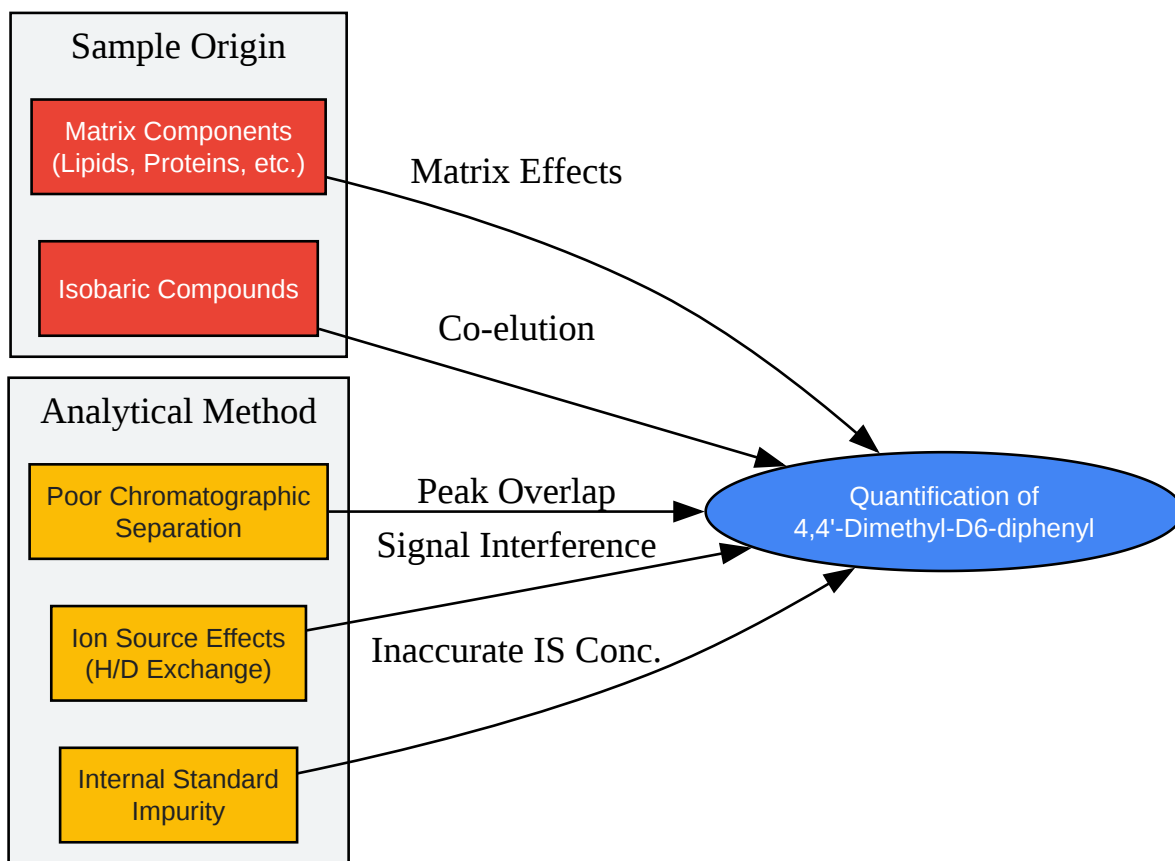 Sample Origin
Matrix Components
(Lipids, Proteins, etc.)
Isobaric Compounds
Matrix Effects
Co-elution
Analytical Method
Poor Chromatographic
Separation
Ion Source Effects
(H/D Exchange)
Internal Standard
Impurity
Peak Overlap
Signal Interference
Inaccurate IS Conc.
Quantification of
4,4'-Dimethyl-D6-diphenyl